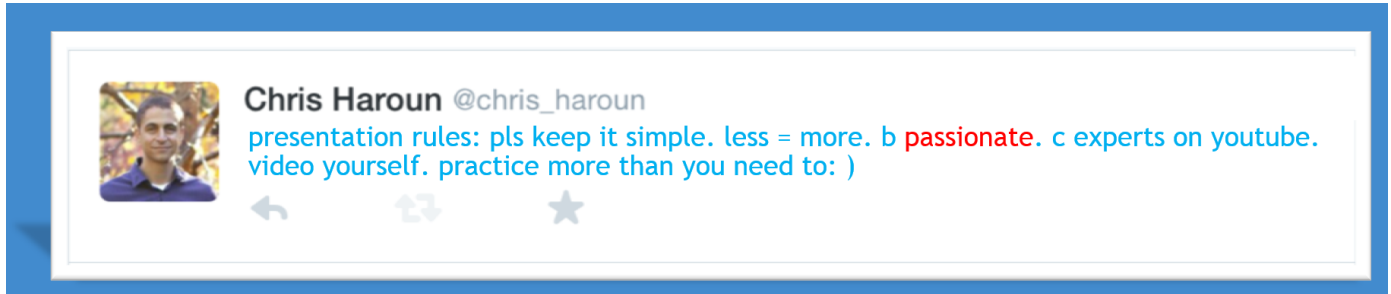 Chris Haroun @chris_haroun
presentation rules: pls keep it simple. less = more. b passionate. c experts on youtube.
video yourself. practice more than you need to: )